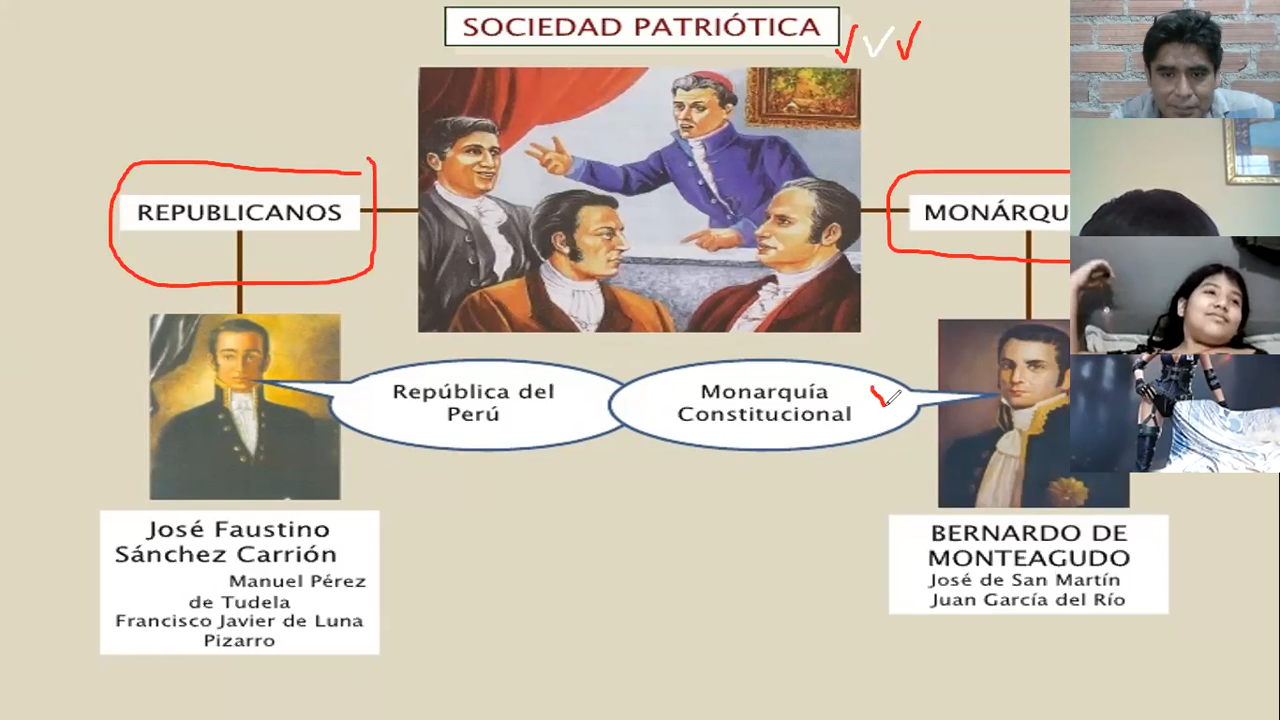 SOCIEDAD PATRIÓTICA
REPUBLICANOS
MONÁRQU
República del
Perú
Monarquía
Constitucional
José Faustino
Sánchez Carrión
Manuel Pérez
de Tudela
Francisco Javier de Luna
Pizarro
BERNARDO DE
MONTEAGUDO
José de San Martín
Juan García del Río